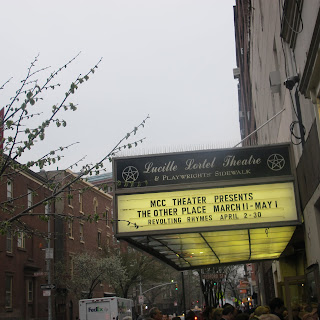 Lucille Lortel Theatre
& Playwrights' Sidewalk
MCC THEATER PRESENTS
THE OTHER PLACE MARCH 11 - MAY 1
REVOLTING RHYMES APRIL 2-30
FedEx